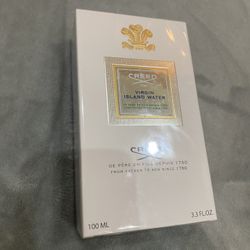 CREED
VIRGIN
ISLAND WATER
CREED
DE PÈRE EN FILS DEPUIS 1760
FROM FATHER TO SON SINCE 1760
100 ML
3.3 FL.OZ.